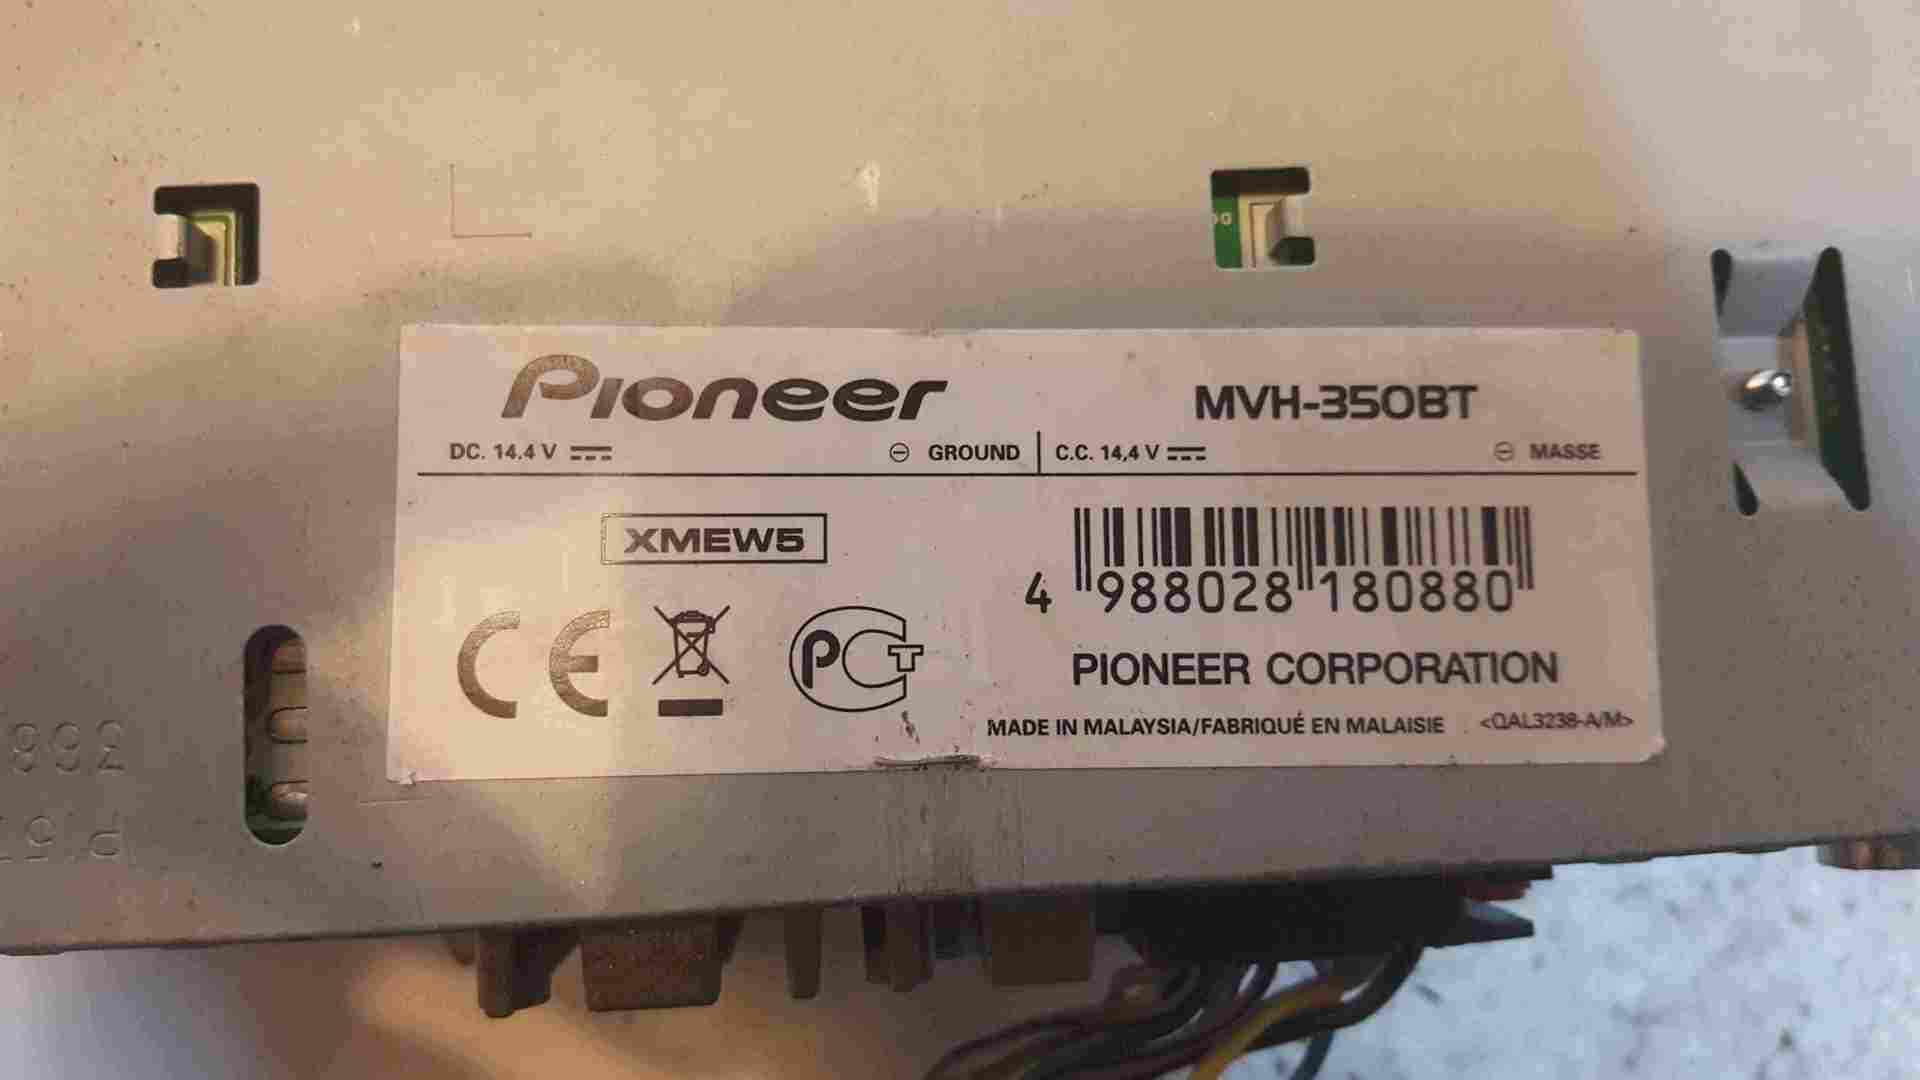 Pioneer
MVH-350BT
DC. 14.4 V ⊖ GROUND
C.C. 14,4 V ⊖ MASSE
XMEW5
4 988028 180880
CE
PCT
PIONEER CORPORATION
MADE IN MALAYSIA/FABRIQUÉ EN MALAISIE <QAL3238-A/M>